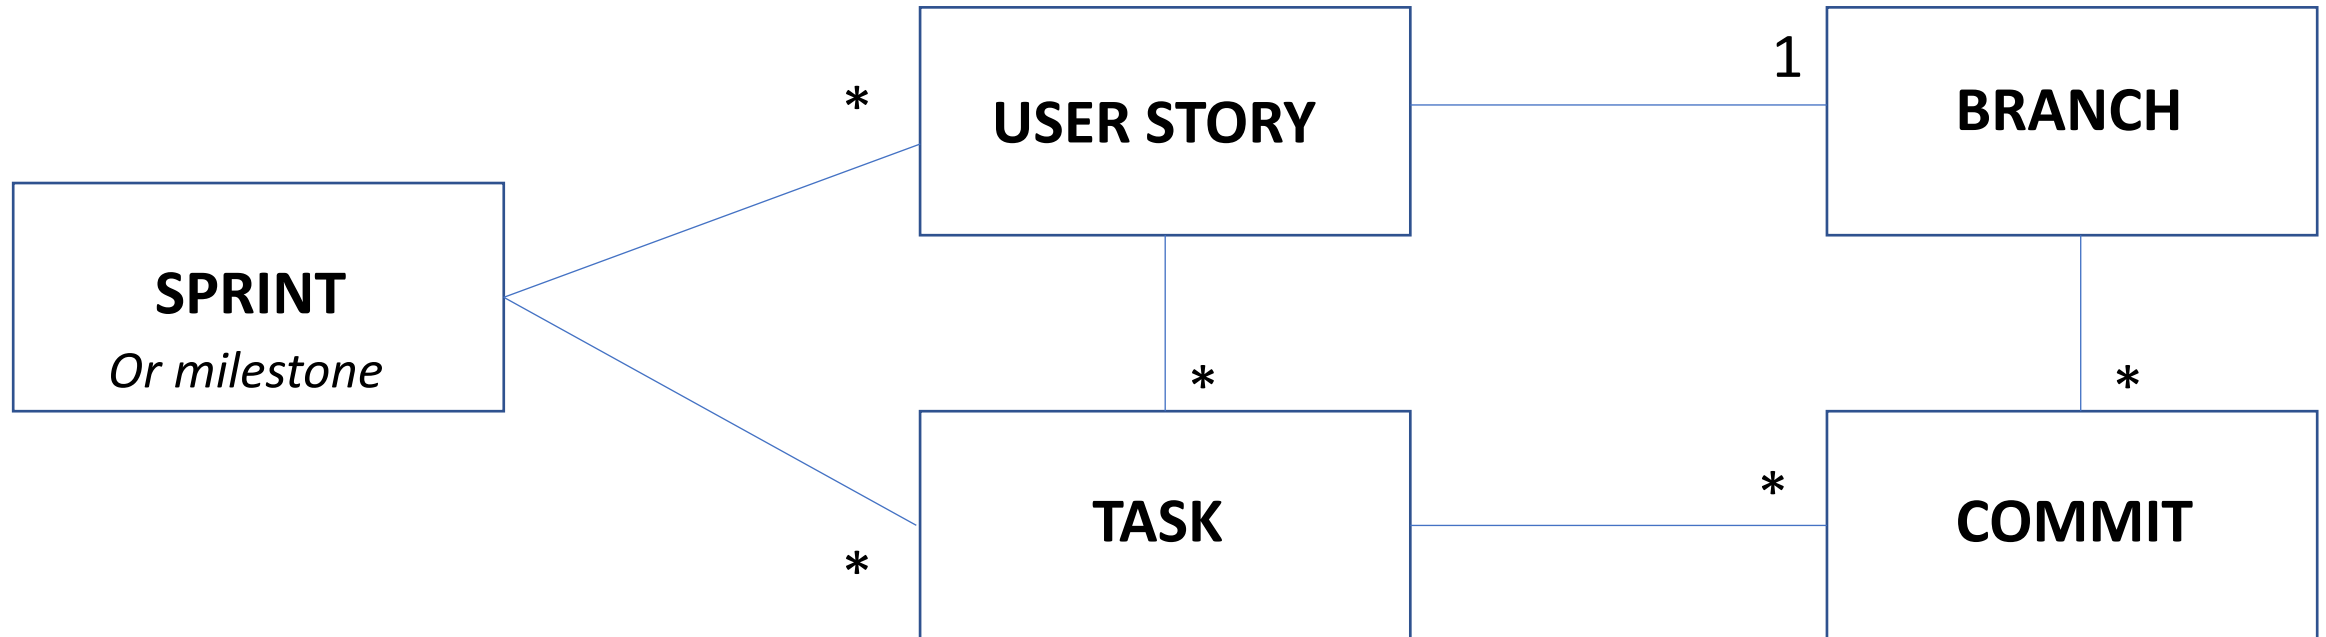 *
USER STORY
1
BRANCH
SPRINT
Or milestone
*
*
*
TASK
*
COMMIT